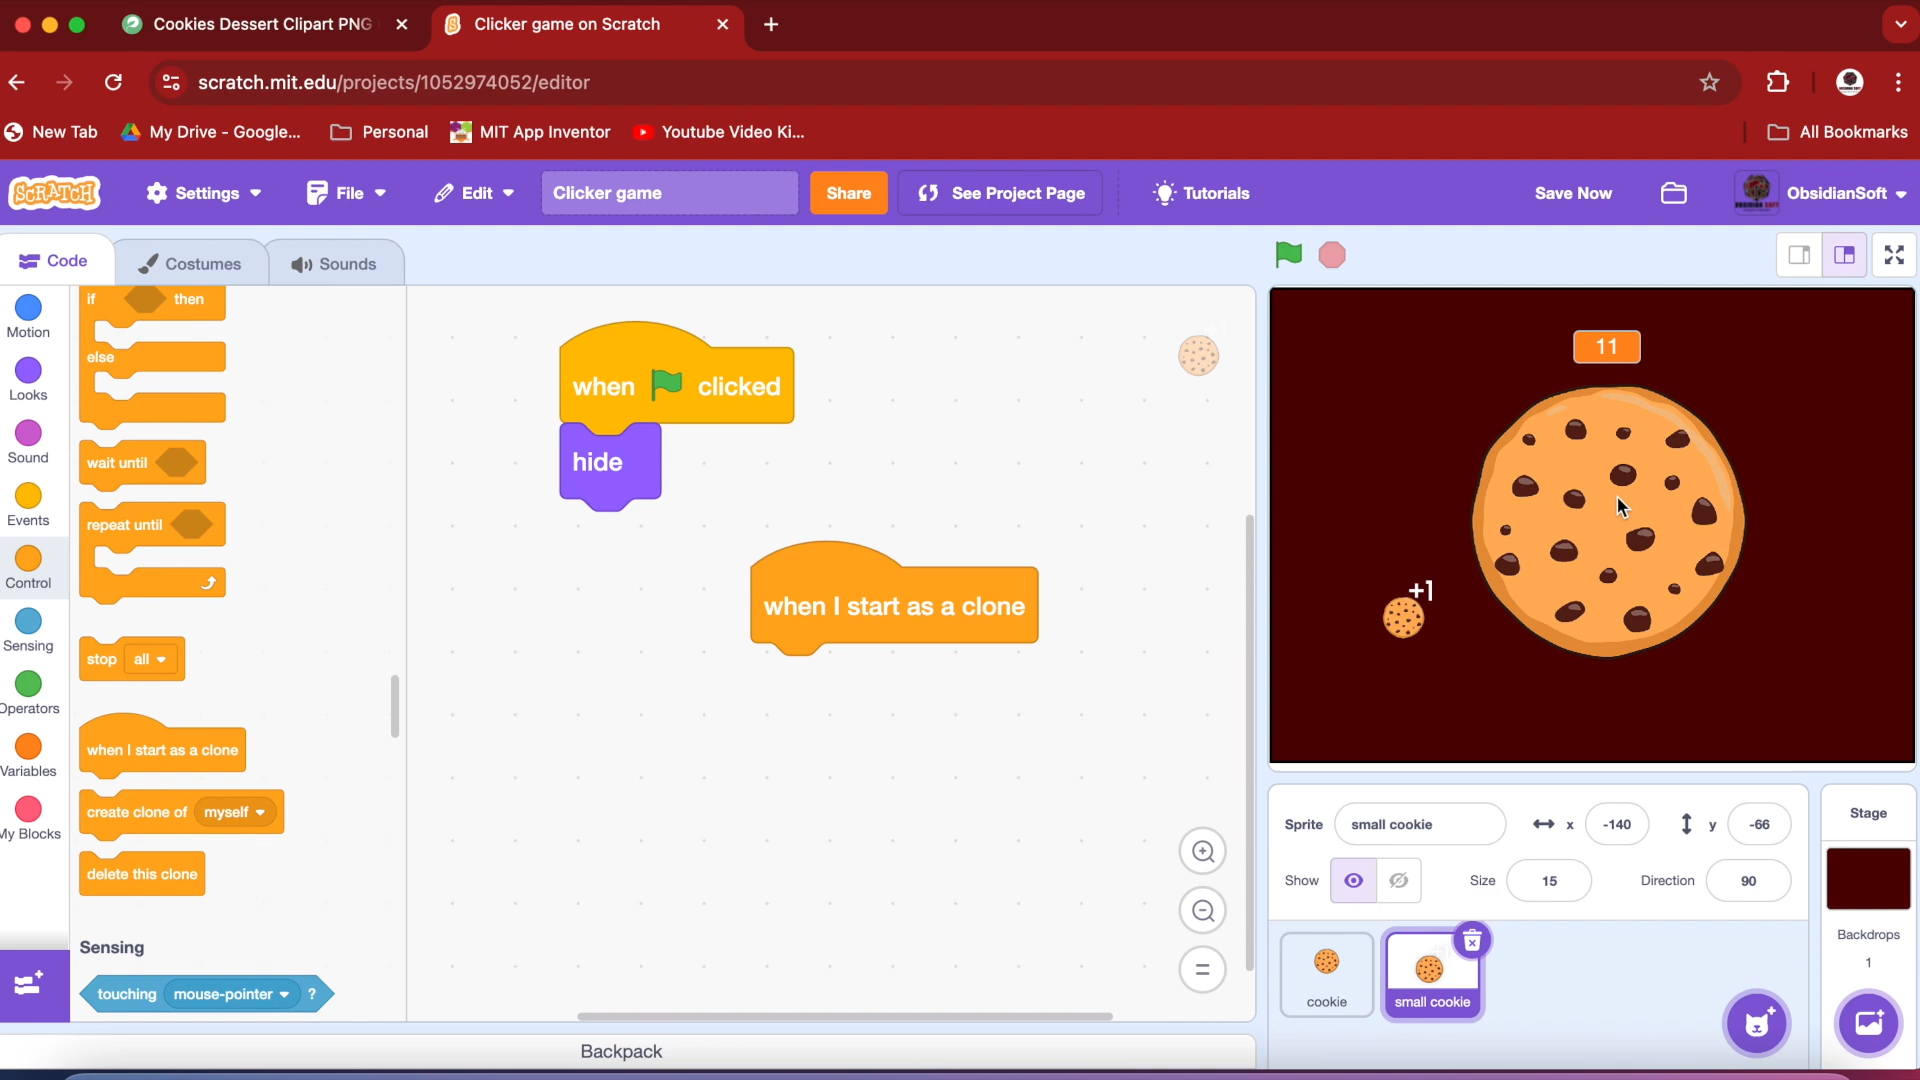 Cookies Dessert Clipart PNG
Clicker game on Scratch
scratch.mit.edu/projects/1052974052/editor
New Tab
My Drive - Google...
Personal
MIT App Inventor
Youtube Video Ki...
All Bookmarks
SCRATCH
Settings
File
Edit
Clicker game
Share
See Project Page
Tutorials
Save Now
ObsidianSoft
Code
Costumes
Sounds
Motion
Looks
Sound
Events
Control
Sensing
Operators
Variables
My Blocks
if then
else
wait until
repeat until
stop all
when I start as a clone
create clone of myself
delete this clone
Sensing
touching mouse-pointer ?
when clicked
hide
when I start as a clone
Backpack
11
+1
Sprite small cookie x -140 y -66
Show Size 15 Direction 90
cookie
small cookie
Stage
Backdrops
1